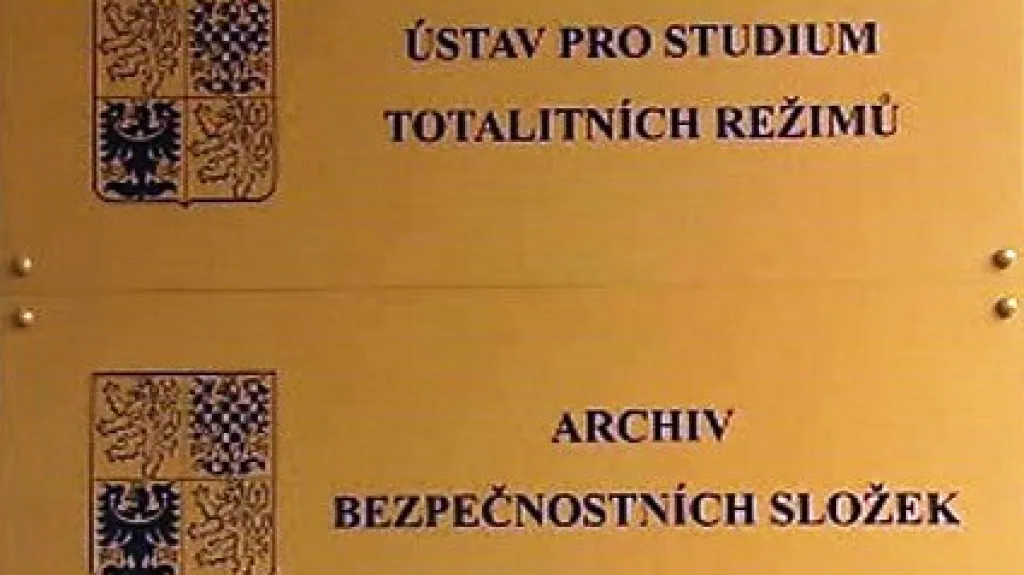 ÚSTAV PRO STUDIUM
TOTALITNÍCH REŽIMŮ
ARCHIV
BEZPEČNOSTNÍCH SLOŽEK